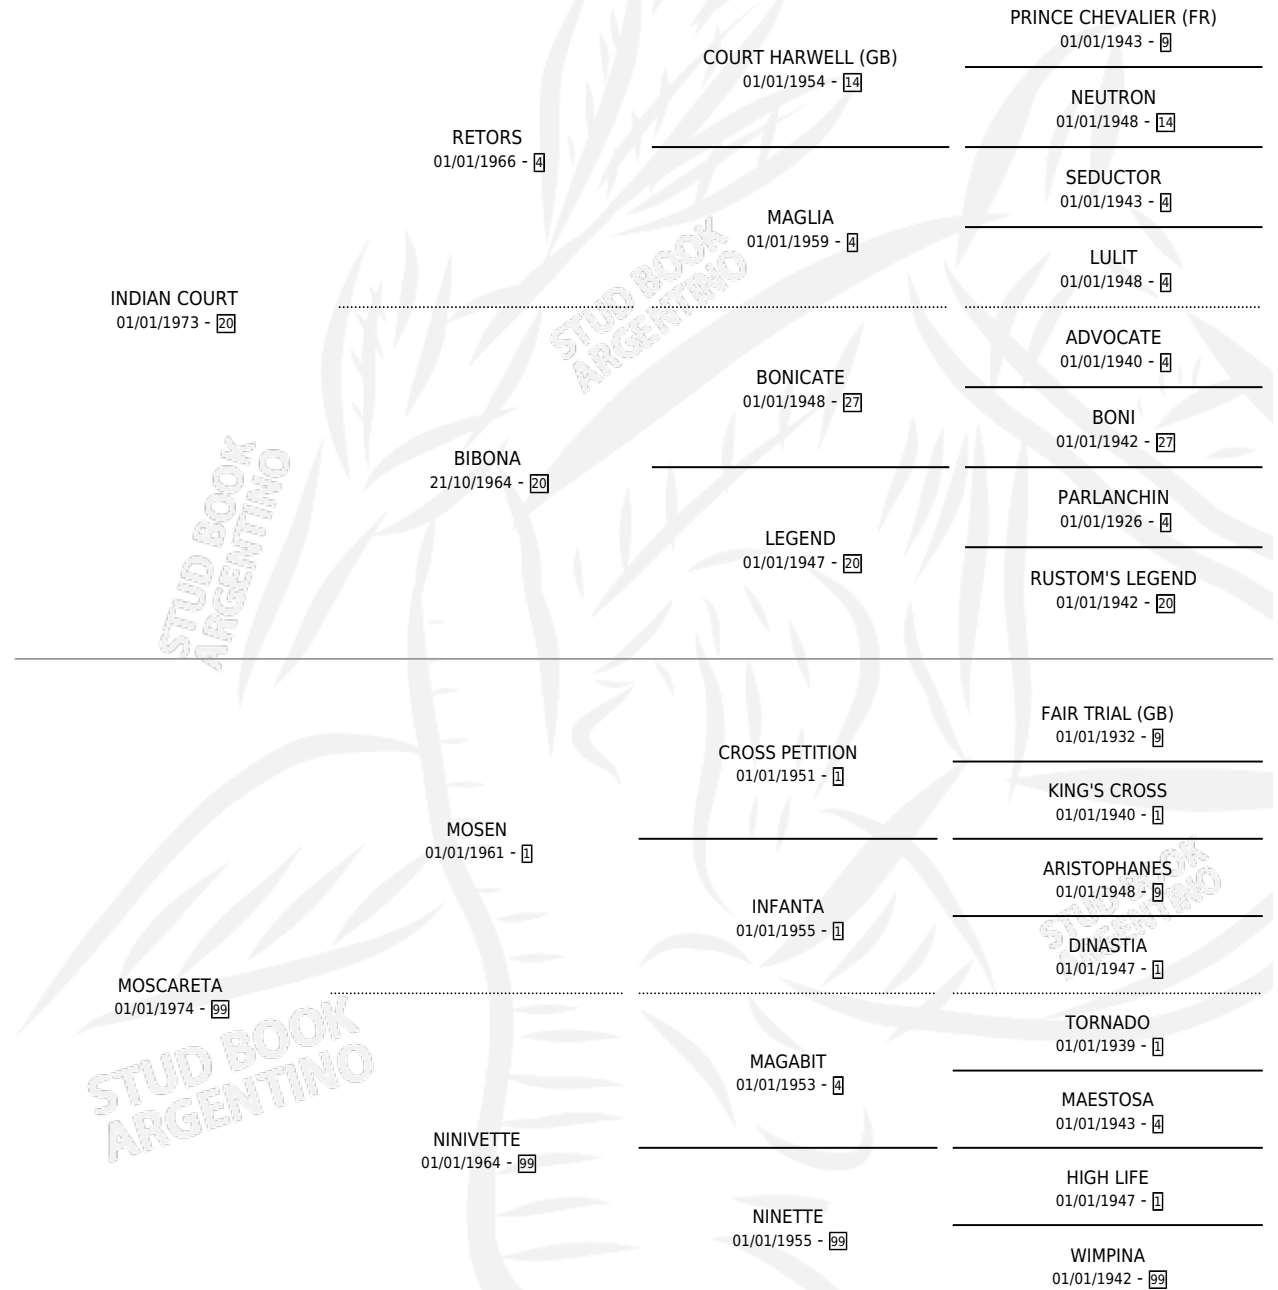 PRINCE CHEVALIER (FR)
01/01/1943 - 9
COURT HARWELL (GB)
01/01/1954 - 14
NEUTRON
01/01/1948 - 14
RETORS
01/01/1966 - 4
SEDUCTOR
01/01/1943 - 4
MAGLIA
01/01/1959 - 4
LULIT
01/01/1948 - 4
INDIAN COURT
01/01/1973 - 20
STUD BOOK
ARGENTINO
ADVOCATE
01/01/1940 - 4
BONICATE
01/01/1948 - 27
BONI
01/01/1942 - 27
BIBONA
21/10/1964 - 20
STUD BOOK
ARGENTINO
PARLANCHIN
01/01/1926 - 4
LEGEND
01/01/1947 - 20
RUSTOM'S LEGEND
01/01/1942 - 20
FAIR TRIAL (GB)
01/01/1932 - 9
CROSS PETITION
01/01/1951 - 1
KING'S CROSS
01/01/1940 - 1
MOSEN
01/01/1961 - 1
ARISTOPHANES
01/01/1948 - 9
STUD BOOK
ARGENTINO
INFANTA
01/01/1955 - 1
DINASTIA
01/01/1947 - 1
MOSCARETA
01/01/1974 - 99
STUD BOOK
ARGENTINO
TORNADO
01/01/1939 - 1
MAGABIT
01/01/1953 - 4
MAESTOSA
01/01/1943 - 4
NINIVETTE
01/01/1964 - 99
HIGH LIFE
01/01/1947 - 1
NINETTE
01/01/1955 - 99
WIMPINA
01/01/1942 - 99